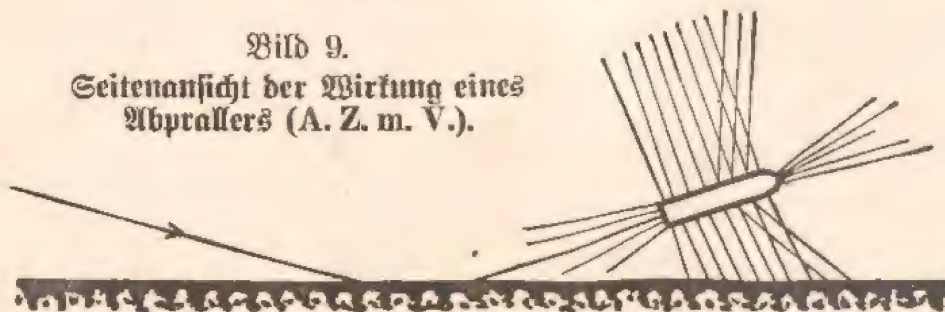 Bild 9.
Seitenansicht der Wirkung eines
Abprallers (A. Z. m. V.).